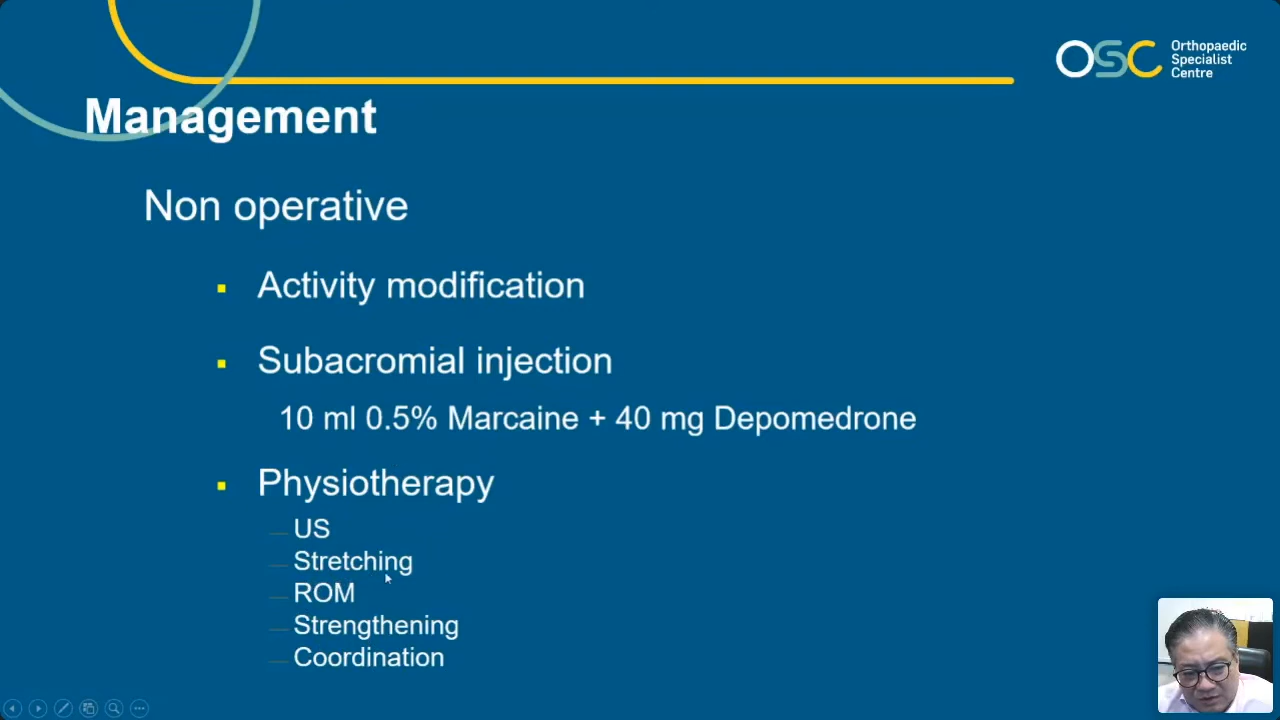 OSC Orthopaedic
Specialist
Centre
Management
Non operative
▪ Activity modification
▪ Subacromial injection
10 ml 0.5% Marcaine + 40 mg Depomedrone
▪ Physiotherapy
— US
— Stretching
— ROM
— Strengthening
— Coordination